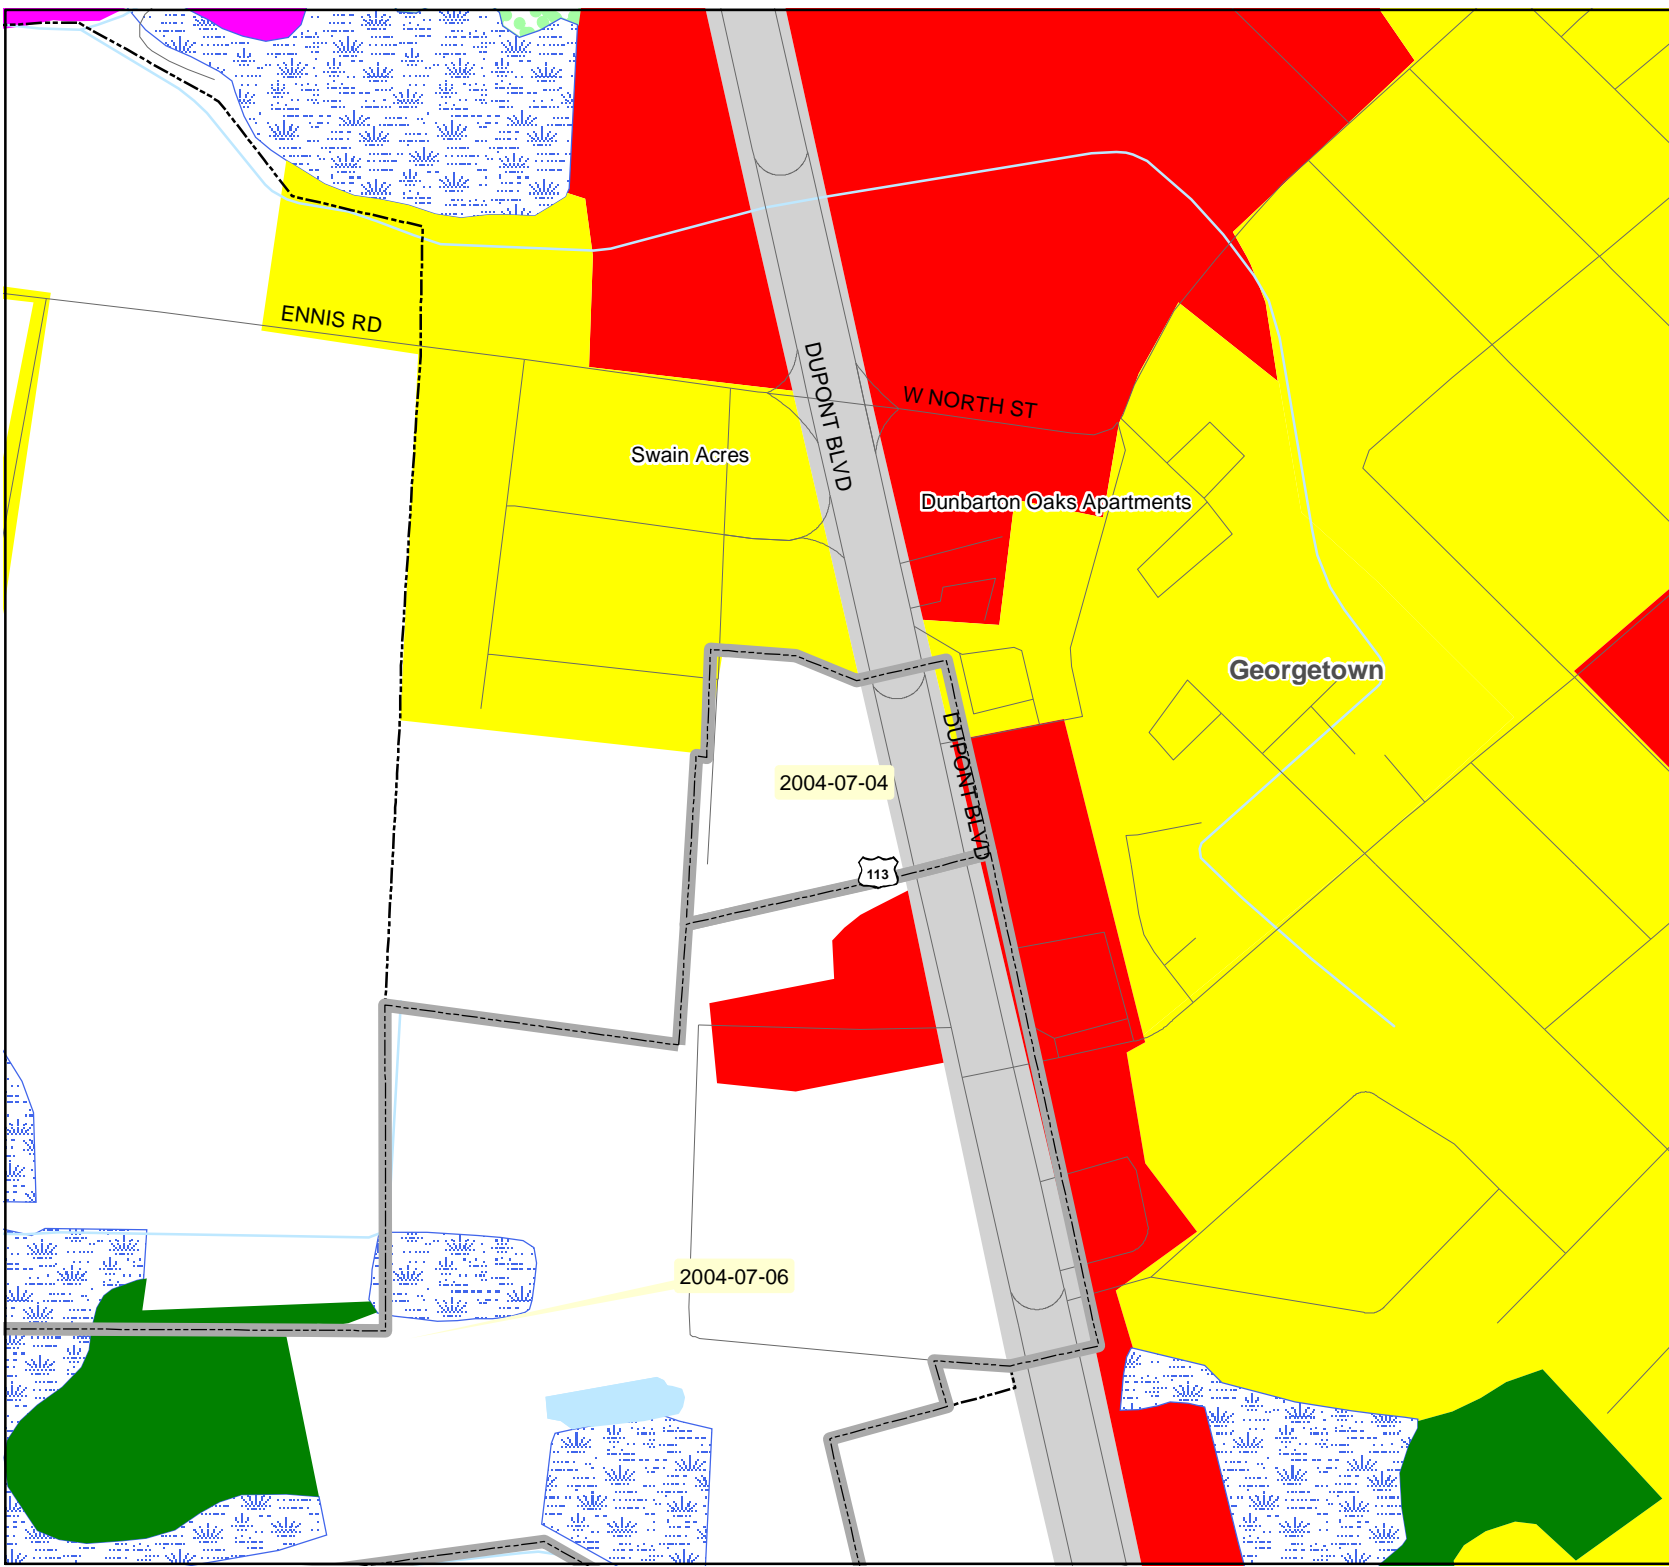 ENNIS RD
DUPONT BLVD
W NORTH ST
Swain Acres
Dunbarton Oaks Apartments
Georgetown
DUPONT BLVD
2004-07-04
113
2004-07-06